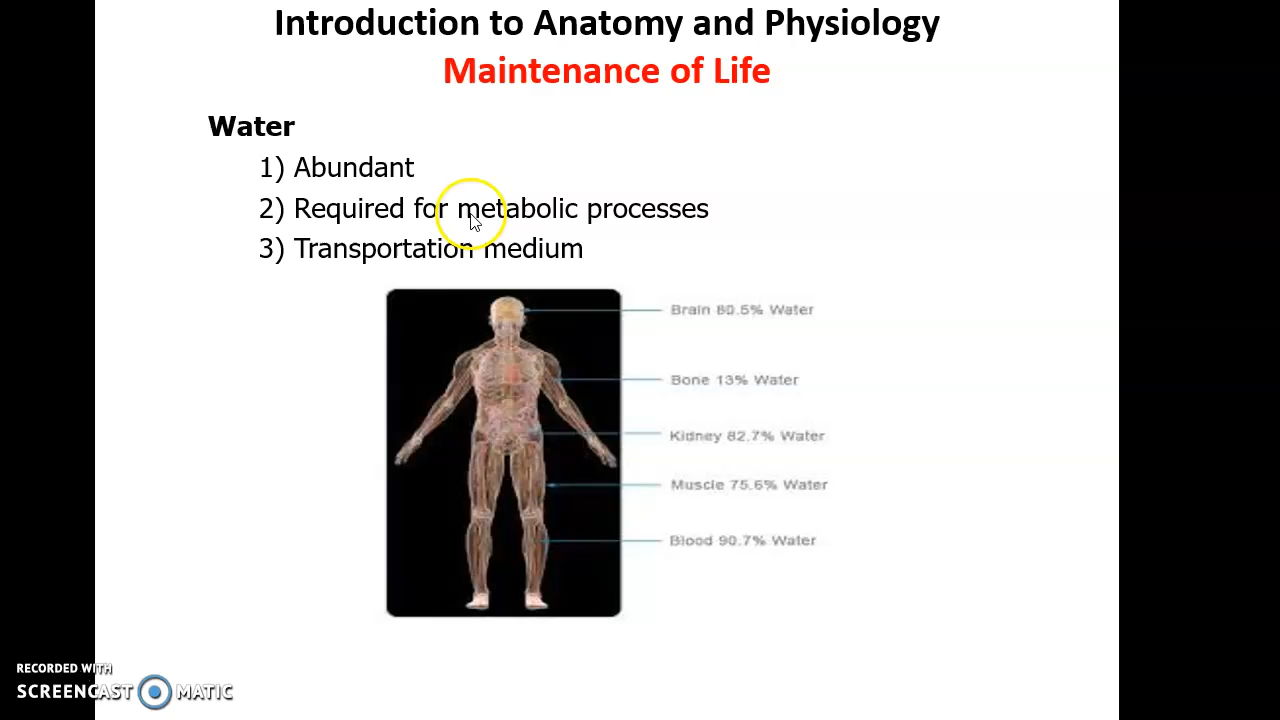 Introduction to Anatomy and Physiology
Maintenance of Life
Water
1) Abundant
2) Required for metabolic processes
3) Transportation medium
Brain 80.5% Water
Bone 13% Water
Kidney 82.7% Water
Muscle 75.6% Water
Blood 90.7% Water
RECORDED WITH
SCREENCAST MATIC